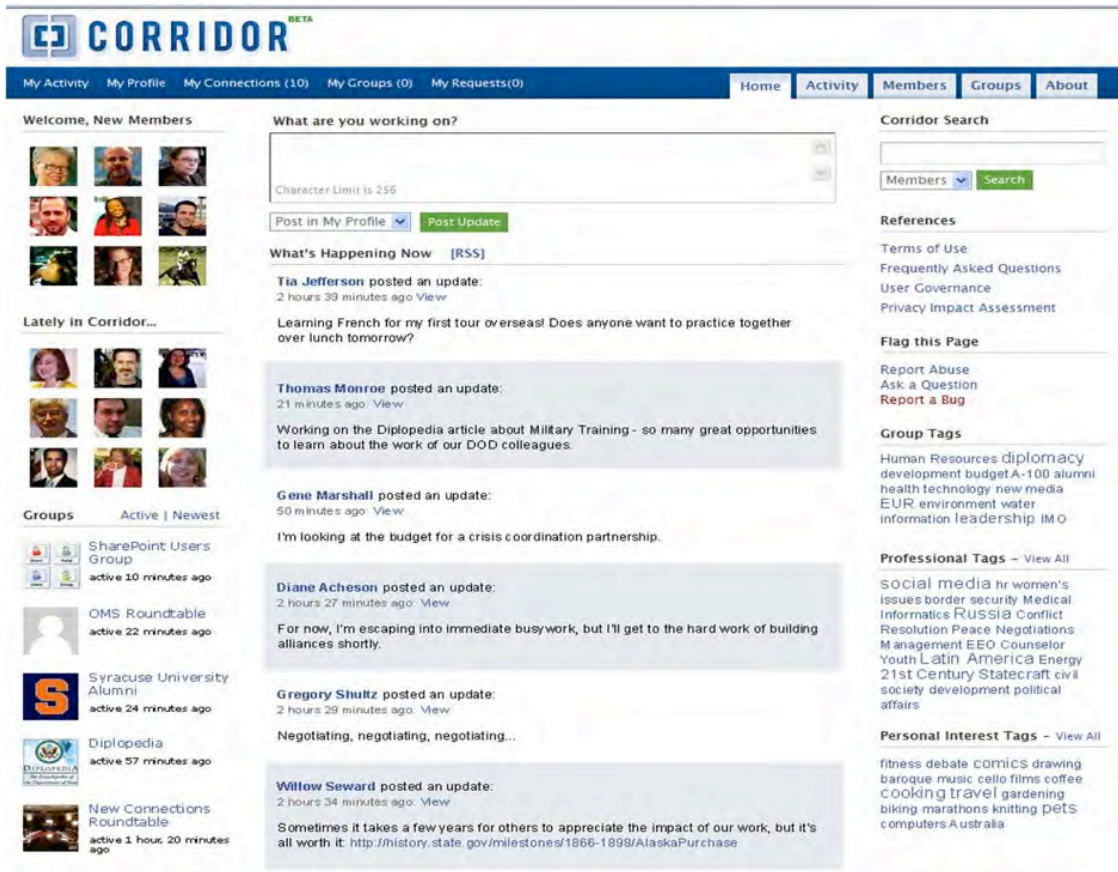 CORRIDOR BETA
My Activity My Profile My Connections (10) My Groups (0) My Requests(0)
Home Activity Members Groups About
Welcome, New Members
Lately in Corridor...
Groups Active | Newest
SharePoint Users
Group
active 10 minutes ago
OMS Roundtable
active 22 minutes ago
Syracuse University
Alumni
active 24 minutes ago
DIPLOPEDIA
Diplopedia
active 57 minutes ago
New Connections
Roundtable
active 1 hour, 20 minutes
ago
What are you working on?
Character Limit is 256
Post in My Profile Post Update
What's Happening Now [RSS]
Tia Jefferson posted an update:
2 hours 39 minutes ago View
Learning French for my first tour overseas! Does anyone want to practice together
over lunch tomorrow?
Thomas Monroe posted an update:
21 minutes ago: View
Working on the Diplopedia article about Military Training - so many great opportunities
to learn about the work of our DOD colleagues.
Gene Marshall posted an update:
50 minutes ago: View
I'm looking at the budget for a crisis coordination partnership.
Diane Acheson posted an update:
2 hours 27 minutes ago: View
For now, I'm escaping into immediate busywork, but I'll get to the hard work of building
alliances shortly.
Gregory Shultz posted an update:
2 hours 29 minutes ago: View
Negotiating, negotiating, negotiating...
Willow Seward posted an update:
2 hours 34 minutes ago: View
Sometimes it takes a few years for others to appreciate the impact of our work, but it's
all worth it: http://history.state.gov/milestones/1866-1898/AlaskaPurchase
Corridor Search
Members Search
References
Terms of Use
Frequently Asked Questions
User Governance
Privacy Impact Assessment
Flag this Page
Report Abuse
Ask a Question
Report a Bug
Group Tags
Human Resources diplomacy
development budget A-100 alumni
health technology new media
EUR environment water
information leadership IMO
Professional Tags – View All
social media hr women's
issues border security Medical
Informatics Russia Conflict
Resolution Peace Negotiations
Management EEO Counselor
Youth Latin America Energy
21st Century Statecraft civil
society development political
affairs
Personal Interest Tags – View All
fitness debate comics drawing
baroque music cello films coffee
cooking travel gardening
biking marathons knitting pets
computers Australia